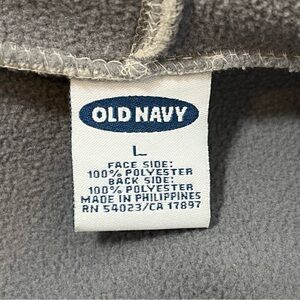 OLD NAVY
L
FACE SIDE:
100% POLYESTER
BACK SIDE:
100% POLYESTER
MADE IN PHILIPPINES
RN 54023/CA 17897